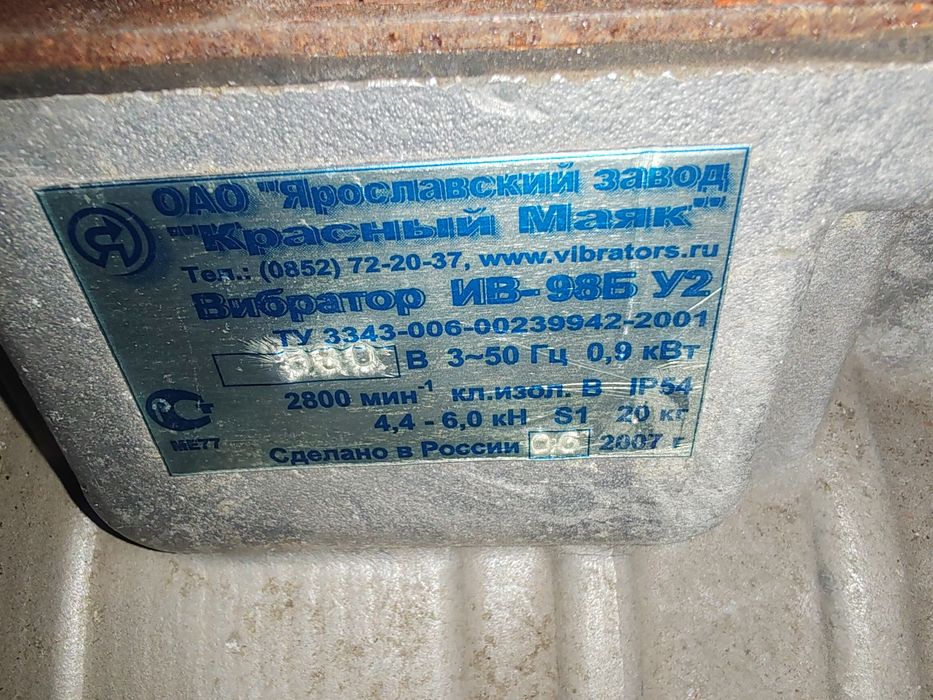 ОАО "Ярославский завод
"Красный Маяк"
Тел.: (0852) 72-20-37, www.vibrators.ru
Вибратор ИВ-98Б У2
ТУ 3343-006-00239942-2001
В 3~50 Гц 0,9 кВт
2800 мин⁻¹ кл.изол. В IP54
4,4 - 6,0 кН S1 20 кг
МЕ77
Сделано в России 2007 г